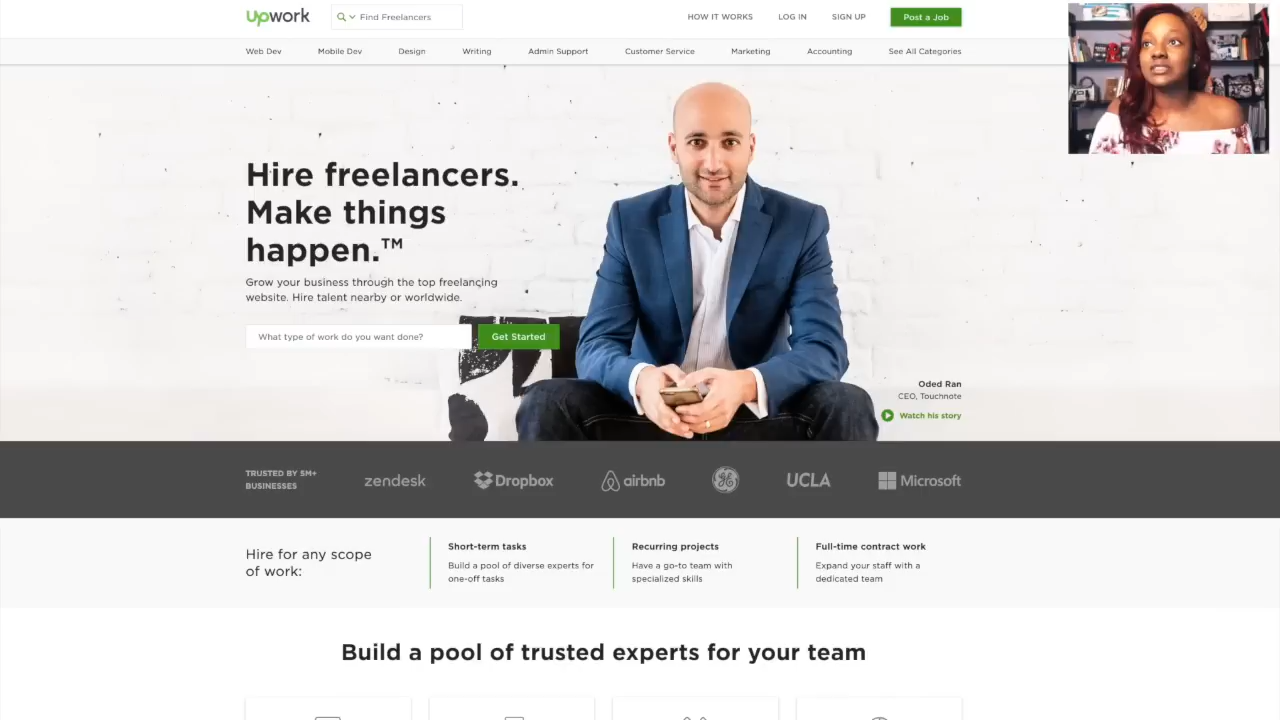 Upwork
Find Freelancers
HOW IT WORKS
LOG IN
SIGN UP
Post a Job
Web Dev
Mobile Dev
Design
Writing
Admin Support
Customer Service
Marketing
Accounting
See All Categories
Hire freelancers.
Make things
happen.™
Grow your business through the top freelancing
website. Hire talent nearby or worldwide.
What type of work do you want done?
Get Started
Oded Ran
CEO, Touchnote
Watch his story
TRUSTED BY 5M+
BUSINESSES
zendesk
Dropbox
airbnb
GE
UCLA
Microsoft
Hire for any scope
of work:
Short-term tasks
Build a pool of diverse experts for
one-off tasks
Recurring projects
Have a go-to team with
specialized skills
Full-time contract work
Expand your staff with a
dedicated team
Build a pool of trusted experts for your team